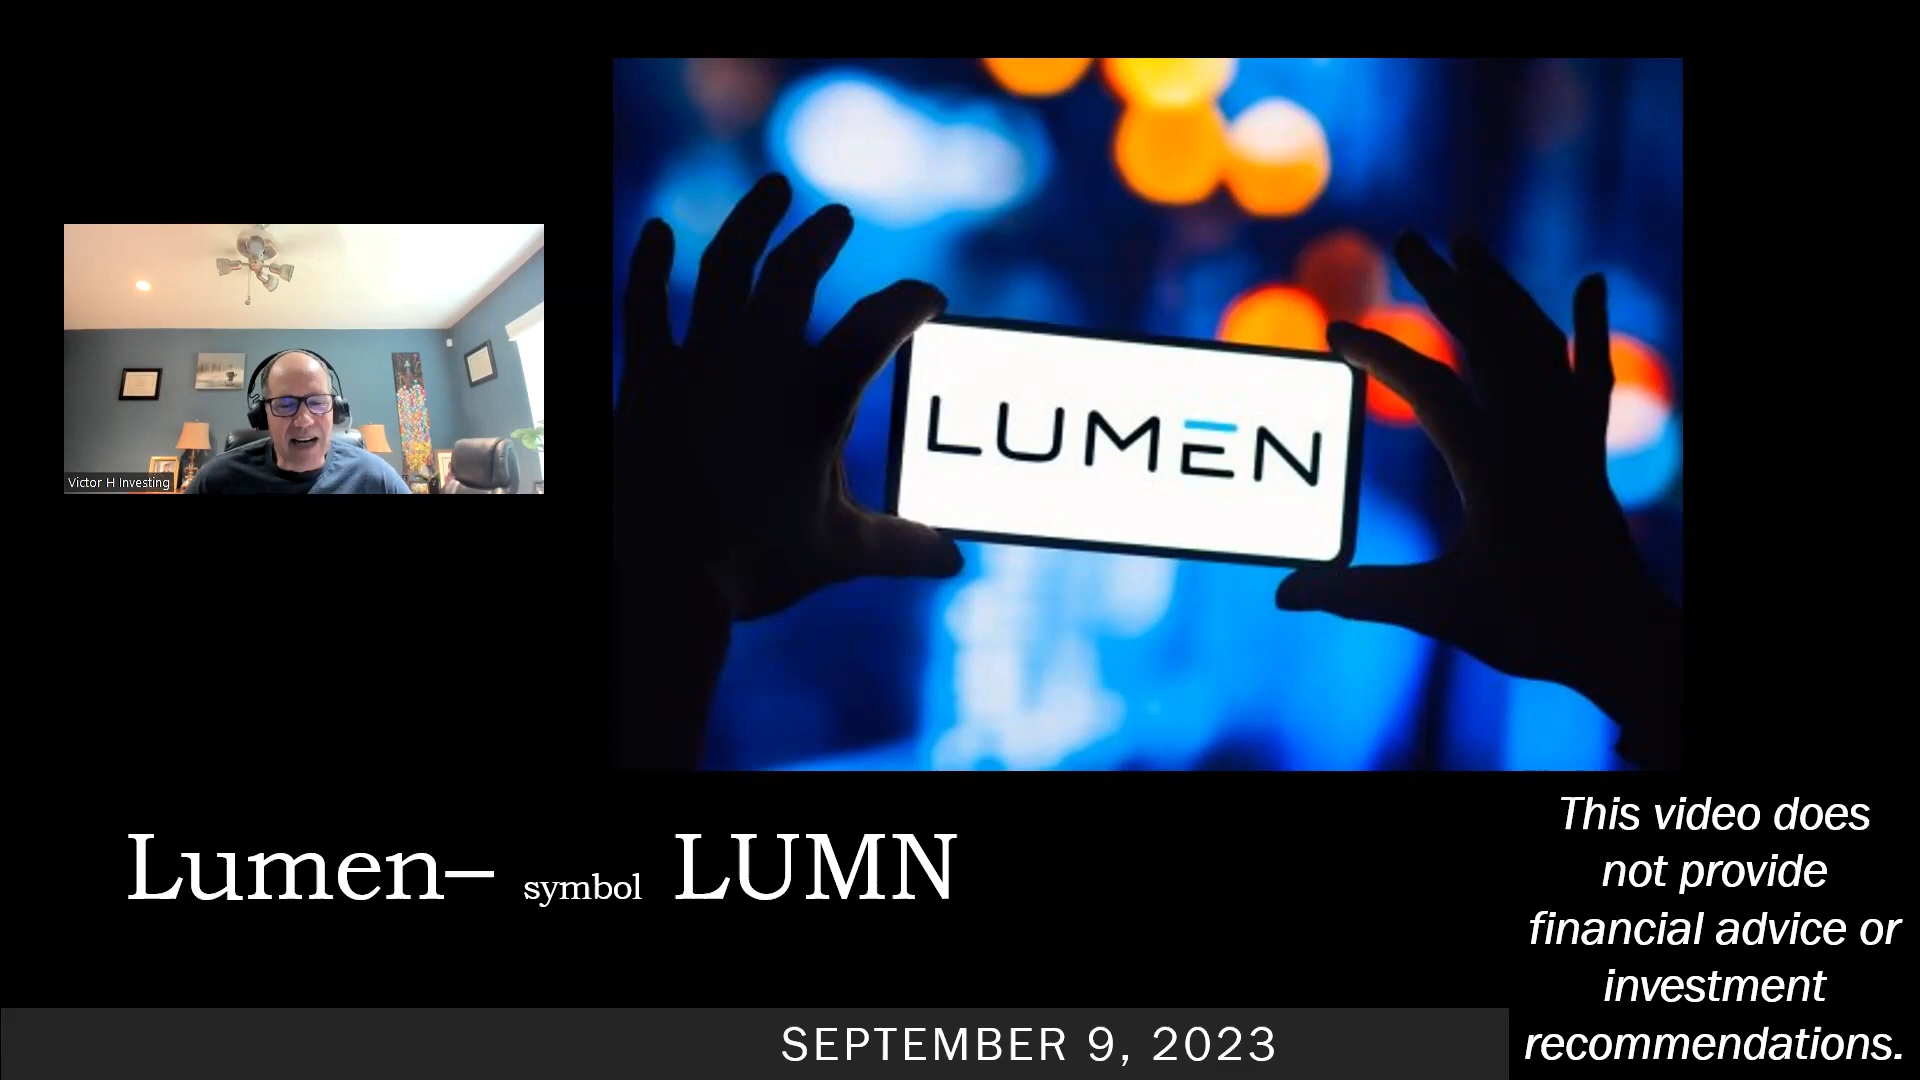 Victor H Investing
LUMEN
Lumen– symbol LUMN
SEPTEMBER 9, 2023
This video does
not provide
financial advice or
investment
recommendations.